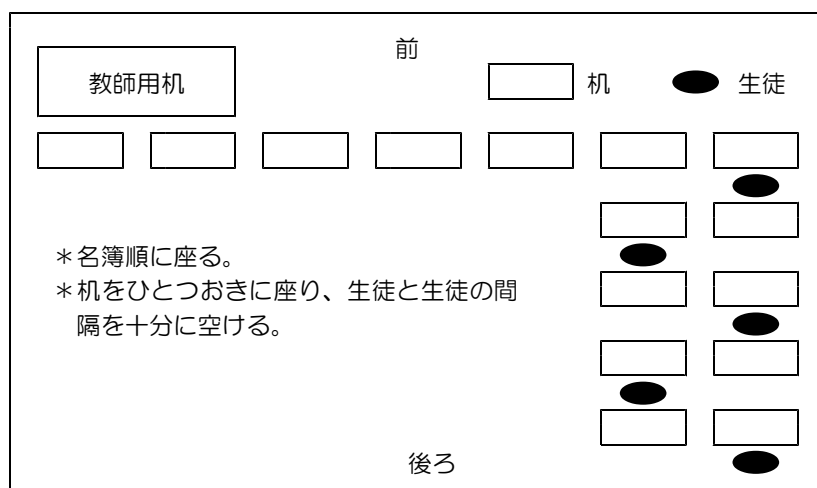 前
教師用机
机
生徒
＊名簿順に座る。
＊机をひとつおきに座り、生徒と生徒の間
隔を十分に空ける。
後ろ